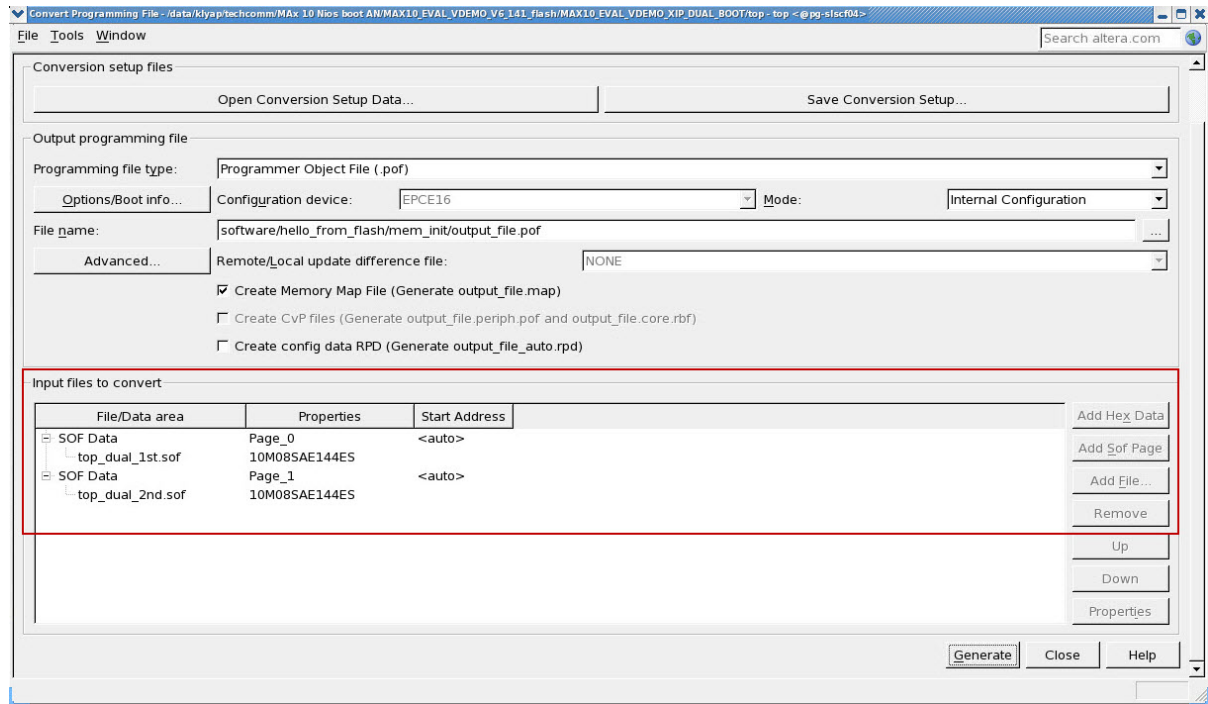 Convert Programming File - /data/klyap/techcomm/MAx 10 Nios boot AN/MAX10_EVAL_VDEMO_V6_141_flash/MAX10_EVAL_VDEMO_XIP_DUAL_BOOT/top - top <@pg-slscf04>
File Tools Window Search altera.com
Conversion setup files
Open Conversion Setup Data... Save Conversion Setup...
Output programming file
Programming file type: Programmer Object File (.pof)
Options/Boot info... Configuration device: EPCE16 Mode: Internal Configuration
File name: software/hello_from_flash/mem_init/output_file.pof ...
Advanced... Remote/Local update difference file: NONE
Create Memory Map File (Generate output_file.map)
Create CvP files (Generate output_file.periph.pof and output_file.core.rbf)
Create config data RPD (Generate output_file_auto.rpd)
Input files to convert
File/Data area Properties Start Address Add Hex Data
SOF Data Page_0 <auto>
top_dual_1st.sof 10M08SAE144ES Add Sof Page
SOF Data Page_1 <auto> Add File...
top_dual_2nd.sof 10M08SAE144ES
Remove
Up
Down
Properties
Generate Close Help